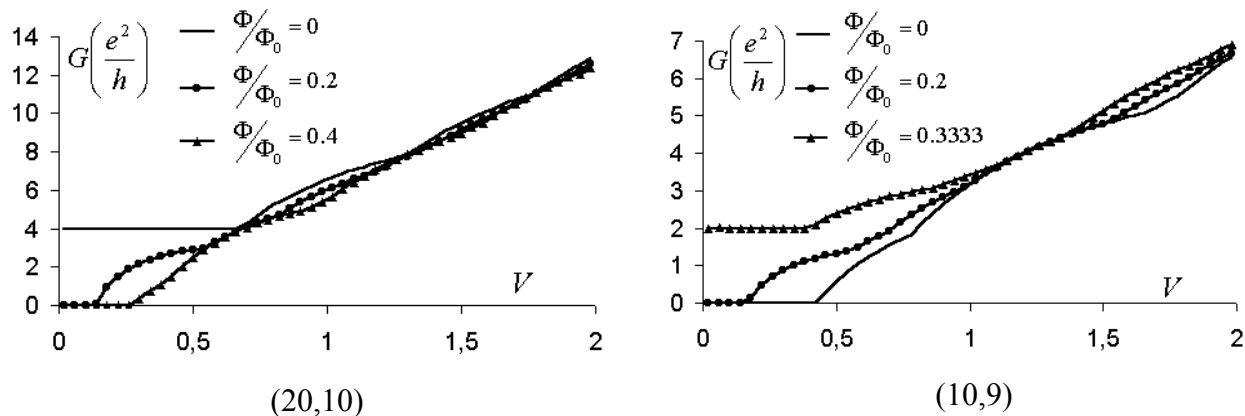 G(e²/h)
Φ/Φ₀ = 0
Φ/Φ₀ = 0.2
Φ/Φ₀ = 0.4
14
12
10
8
6
4
2
0
0 0,5 1 1,5 2
V
(20,10)
G(e²/h)
Φ/Φ₀ = 0
Φ/Φ₀ = 0.2
Φ/Φ₀ = 0.3333
7
6
5
4
3
2
1
0
0 0,5 1 1,5 2
V
(10,9)